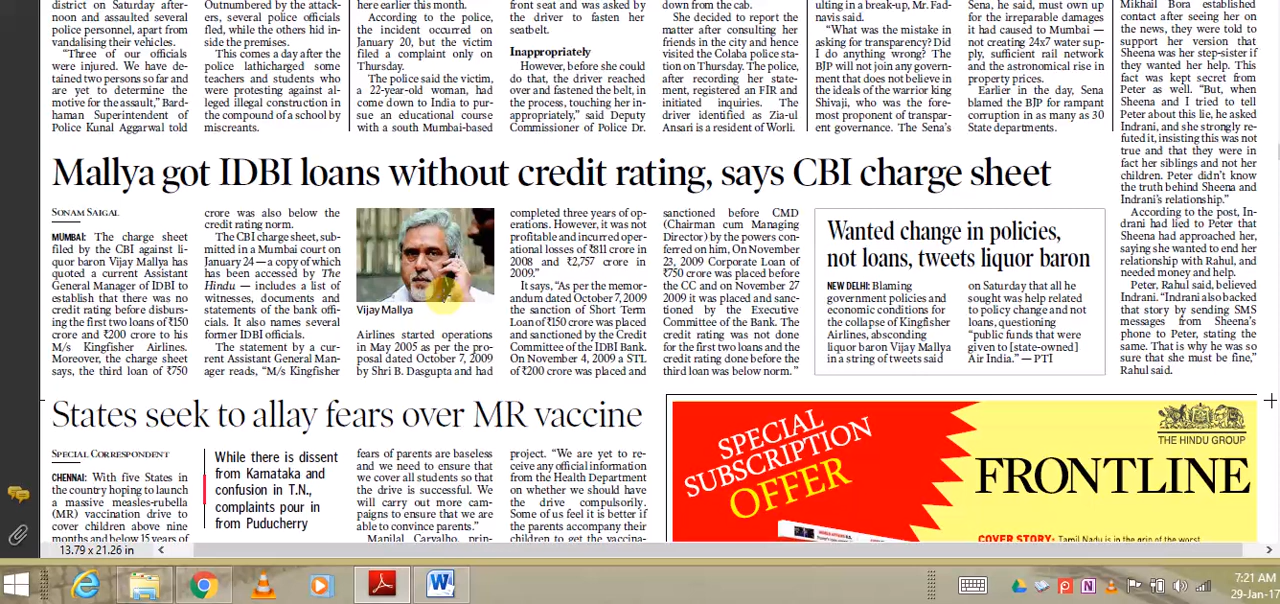 district on Saturday after-
noon and assaulted several
police personnel, apart from
vandalising their vehicles.
“Three of our officials
were injured. We have de-
tained two persons so far and
are yet to determine the
motive for the assault,” Bard-
haman Superintendent of
Police Kunal Aggarwal told
Outnumbered by the attack-
ers, several police officials
fled, while the others hid in-
side the premises.
This comes a day after the
police lathicharged some
teachers and students who
were protesting against al-
leged illegal construction in
the compound of a school by
miscreants.
here earlier this month.
According to the police,
the incident occurred on
January 20, but the victim
filed a complaint only on
Thursday.
The police said the victim,
a 22-year-old woman, had
come down to India to pur-
sue an educational course
with a south Mumbai-based
front seat and was asked by
the driver to fasten her
seatbelt.
Inappropriately
However, before she could
do that, the driver reached
over and fastened the belt, in
the process, touching her in-
appropriately,” said Deputy
Commissioner of Police Dr.
down from the cab.
She decided to report the
matter after consulting her
friends in the city and hence
visited the Colaba police sta-
tion on Thursday. The police,
after recording her state-
ment, registered an FIR and
initiated inquiries. The
driver identified as Zia-ul
Ansari is a resident of Worli.
ulting in a break-up, Mr. Fad-
navis said.
“What was the mistake in
asking for transparency? Did
I do anything wrong? The
BJP will not join any govern-
ment that does not believe in
the ideals of the warrior king
Shivaji, who was the fore-
most proponent of transpar-
ent governance. The Sena’s
Sena, he said, must own up
for the irreparable damages
it had caused to Mumbai —
not creating 24x7 water sup-
ply, sufficient rail network
and the astronomical rise in
property prices.
Earlier in the day, Sena
blamed the BJP for rampant
corruption in as many as 30
State departments.
Mikhail Bora established
contact after seeing her on
the news, they were told to
support her version that
Sheena was her step-sister if
they wanted her help. This
fact was kept secret from
Peter as well. “But, when
Sheena and I tried to tell
Peter about this lie, he asked
Indrani, and she strongly re-
futed it, insisting this was not
true and that they were in
fact her siblings and not her
children. Peter didn’t know
the truth behind Sheena and
Indrani’s relationship.”
According to the post, In-
drani had lied to Peter that
Sheena had approached her,
saying she wanted to end her
relationship with Rahul, and
needed money and help.
Peter, Rahul said, believed
Indrani. “Indrani also backed
that story by sending SMS
messages from Sheena’s
phone to Peter, stating the
same. That is why he was so
sure that she must be fine,”
Rahul said.
Mallya got IDBI loans without credit rating, says CBI charge sheet
SONAM SAIGAL
MUMBAI: The charge sheet
filed by the CBI against li-
quor baron Vijay Mallya has
quoted a current Assistant
General Manager of IDBI to
establish that there was no
credit rating before disburs-
ing the first two loans of ₹150
crore and ₹200 crore to his
M/s Kingfisher Airlines.
Moreover, the charge sheet
says, the third loan of ₹750
crore was also below the
credit rating norm.
The CBI charge sheet, sub-
mitted in a Mumbai court on
January 24 — a copy of which
has been accessed by The
Hindu — includes a list of
witnesses, documents and
statements of the bank offi-
cials. It also names several
former IDBI officials.
The statement by a cur-
rent Assistant General Man-
ager reads, “M/s Kingfisher
Vijay Mallya
Airlines started operations
in May 2005 as per the pro-
posal dated October 7, 2009
by Shri B. Dasgupta and had
completed three years of op-
erations. However, it was not
profitable and incurred oper-
ational losses of ₹811 crore in
2008 and ₹2,757 crore in
2009.”
It says, “As per the memor-
andum dated October 7, 2009
the sanction of Short Term
Loan of ₹150 crore was placed
and sanctioned by the Credit
Committee of the IDBI Bank.
On November 4, 2009 a STL
of ₹200 crore was placed and
sanctioned before CMD
(Chairman cum Managing
Director) by the powers con-
ferred on him, On November
23, 2009 Corporate Loan of
₹750 crore was placed before
the CC and on November 27
2009 it was placed and sanc-
tioned by the Executive
Committee of the Bank. The
credit rating was not done
for the first two loans and the
credit rating done before the
third loan was below norm.”
Wanted change in policies,
not loans, tweets liquor baron
NEW DELHI: Blaming
government policies and
economic conditions for
the collapse of Kingfisher
Airlines, absconding
liquor baron Vijay Mallya
in a string of tweets said
on Saturday that all he
sought was help related
to policy change and not
loans, questioning
“public funds that were
given to [state-owned]
Air India.” — PTI
States seek to allay fears over MR vaccine
SPECIAL CORRESPONDENT
CHENNAI: With five States in
the country hoping to launch
a massive measles-rubella
(MR) vaccination drive to
cover children above nine
months and below 15 years of
While there is dissent
from Karnataka and
confusion in T.N.,
complaints pour in
from Puducherry
fears of parents are baseless
and we need to ensure that
we cover all students so that
the drive is successful. We
will carry out more cam-
paigns to ensure that we are
able to convince parents.”
Manilal Carvalho, prin-
project. “We are yet to re-
ceive any official information
from the Health Department
on whether we should have
the drive compulsorily.
Some of us feel it is better if
the parents accompany their
children to get the vaccina-
SPECIAL
SUBSCRIPTION
OFFER
THE HINDU GROUP
FRONTLINE
COVER STORY: Tamil Nadu is in the grip of the worst
13.79 x 21.26 in
7:21 AM
29-Jan-17